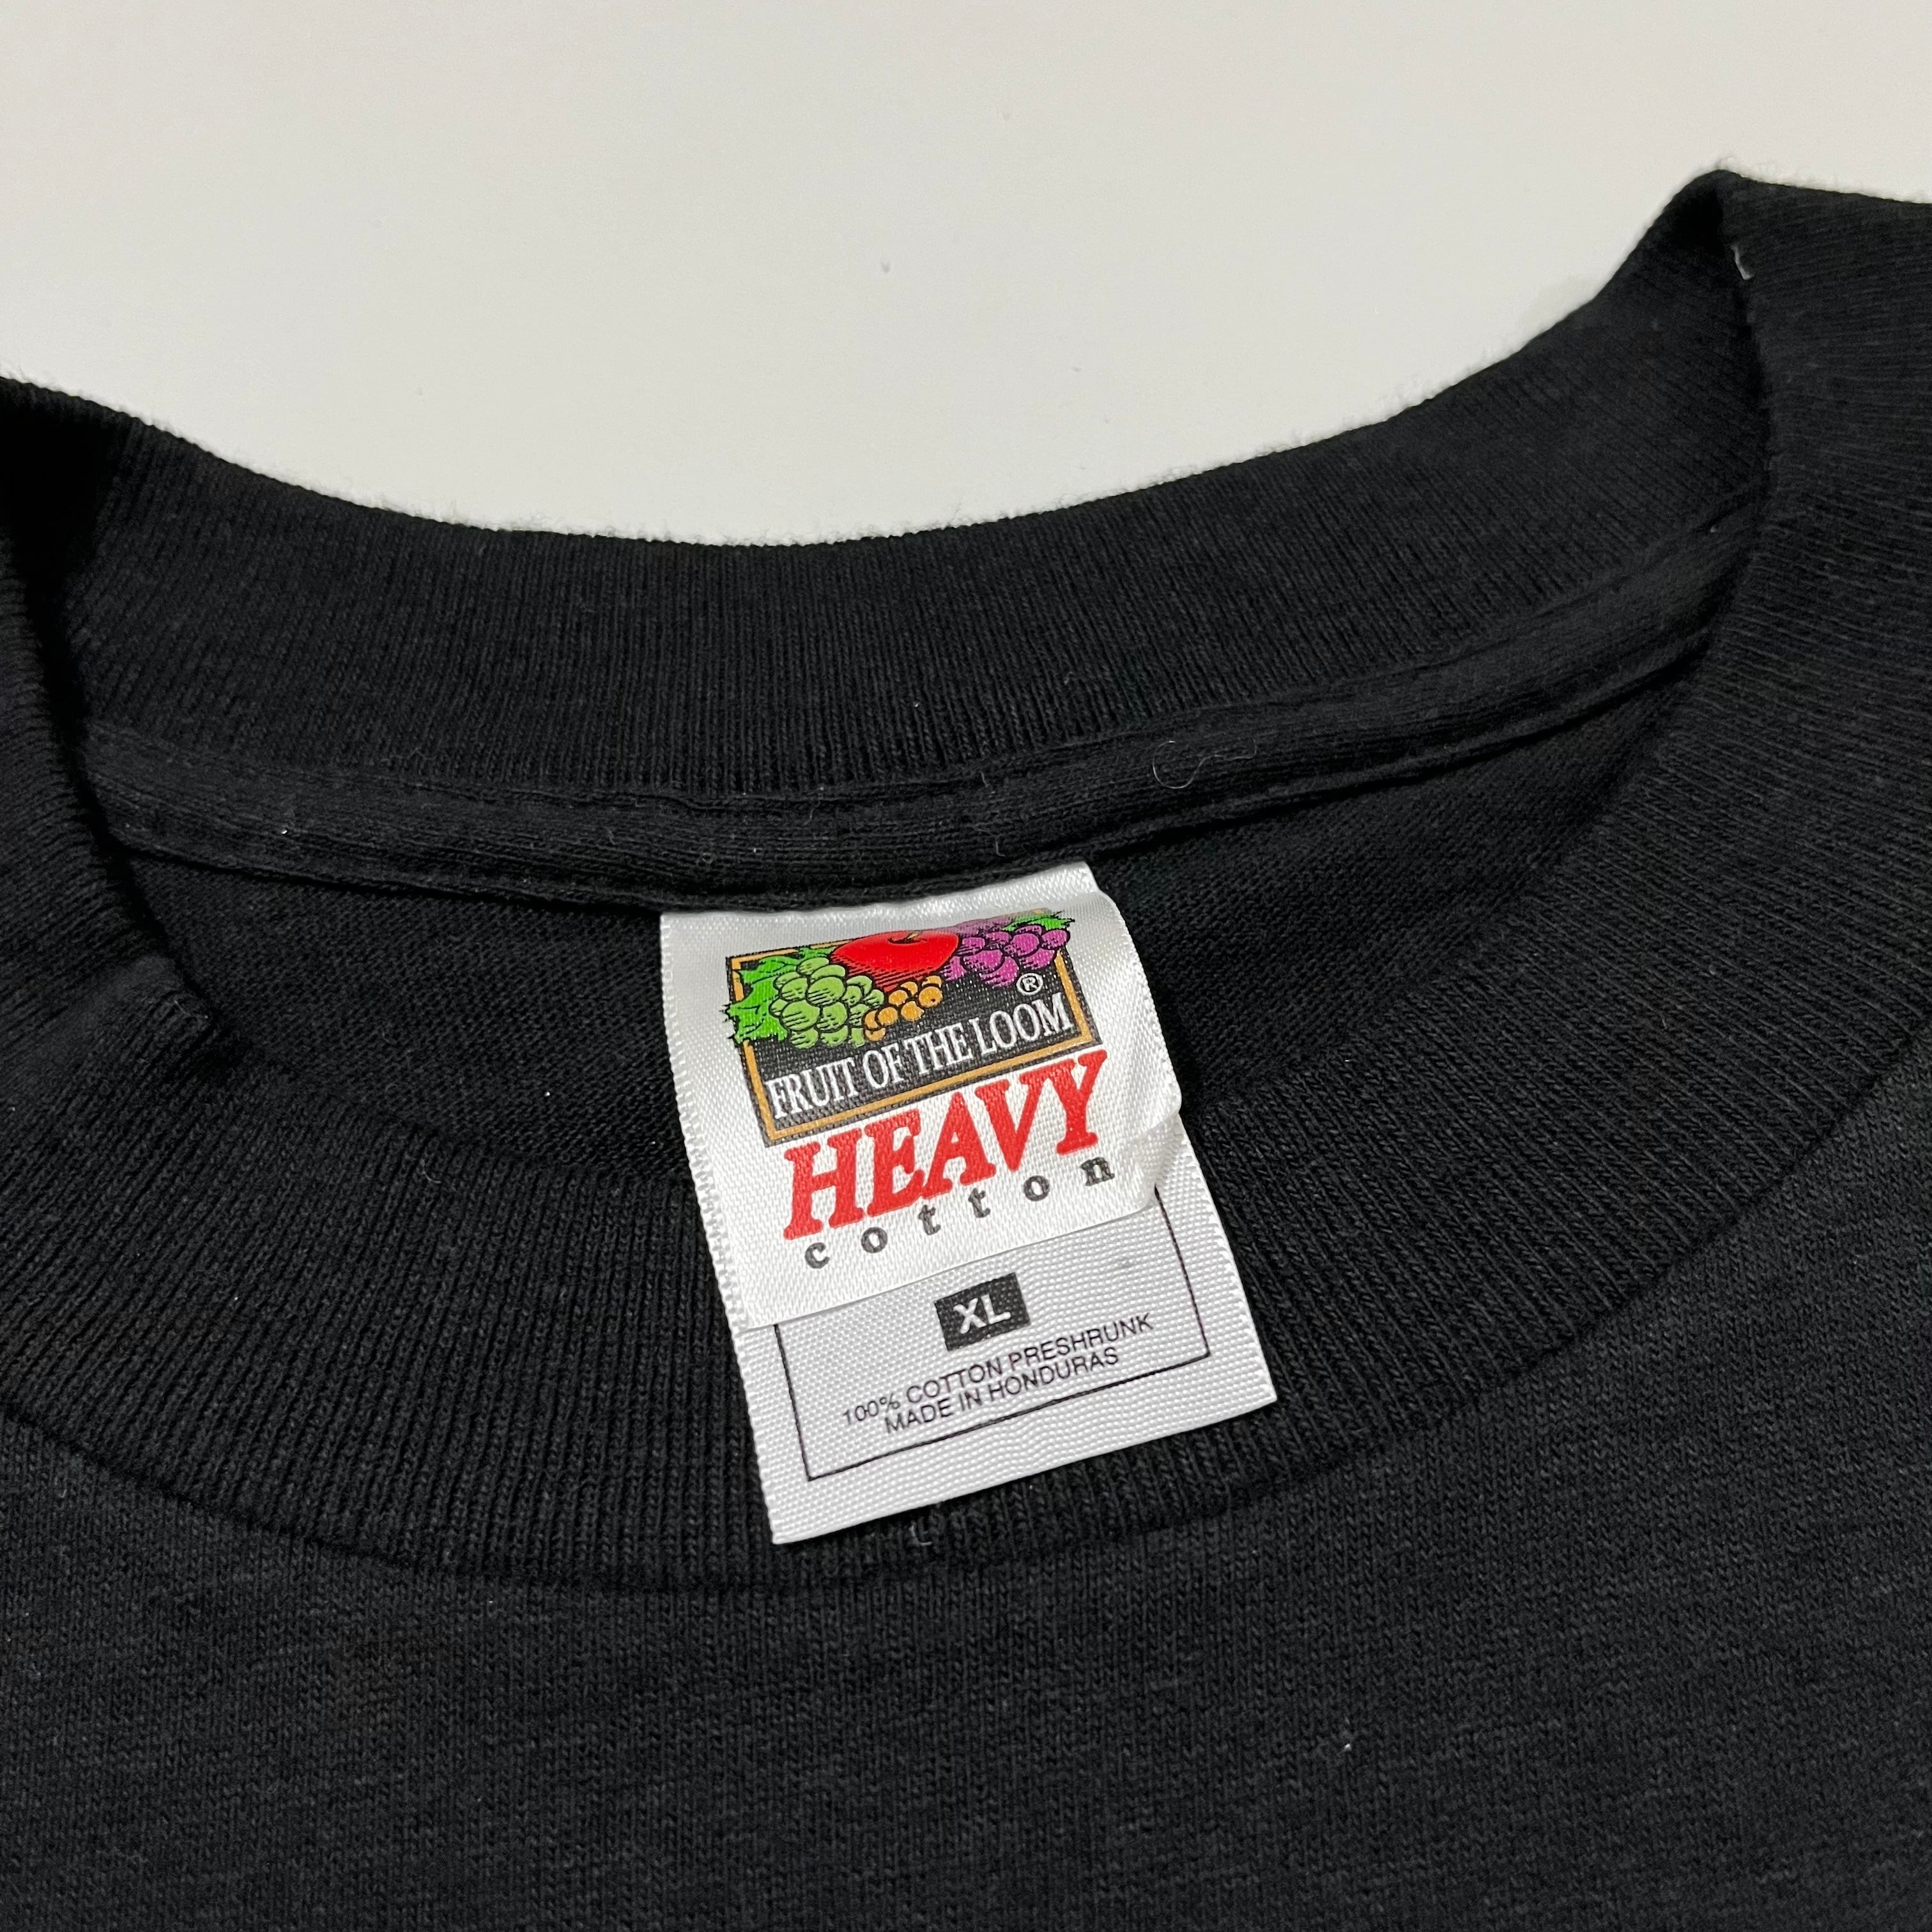 ®
FRUIT OF THE LOOM
HEAVY
cotton
XL
100% COTTON PRESHRUNK
MADE IN HONDURAS